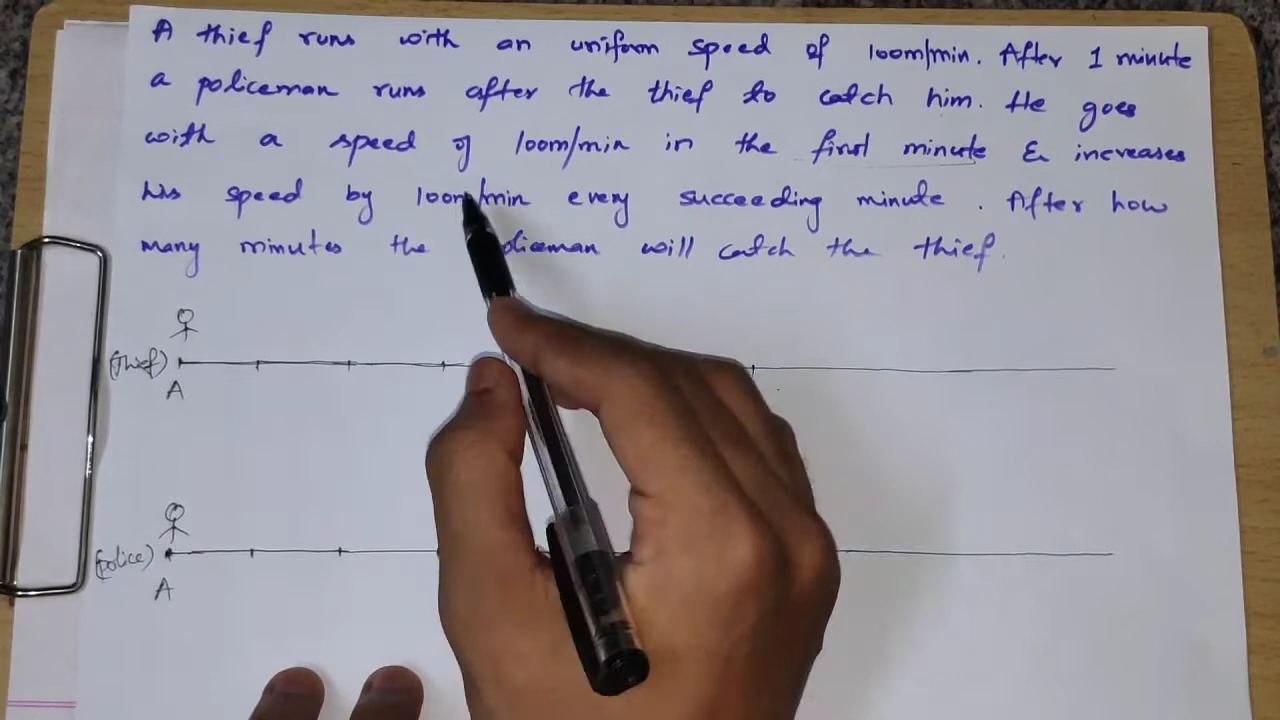 A thief runs with an uniform speed of 100m/min. After 1 minute
a policeman runs after the thief to catch him. He goes
with a speed of 100m/min in the first minute & increases
his speed by 100m/min every succeeding minute. After how
many minutes the policeman will catch the thief.
(Thief)
A
(police)
A